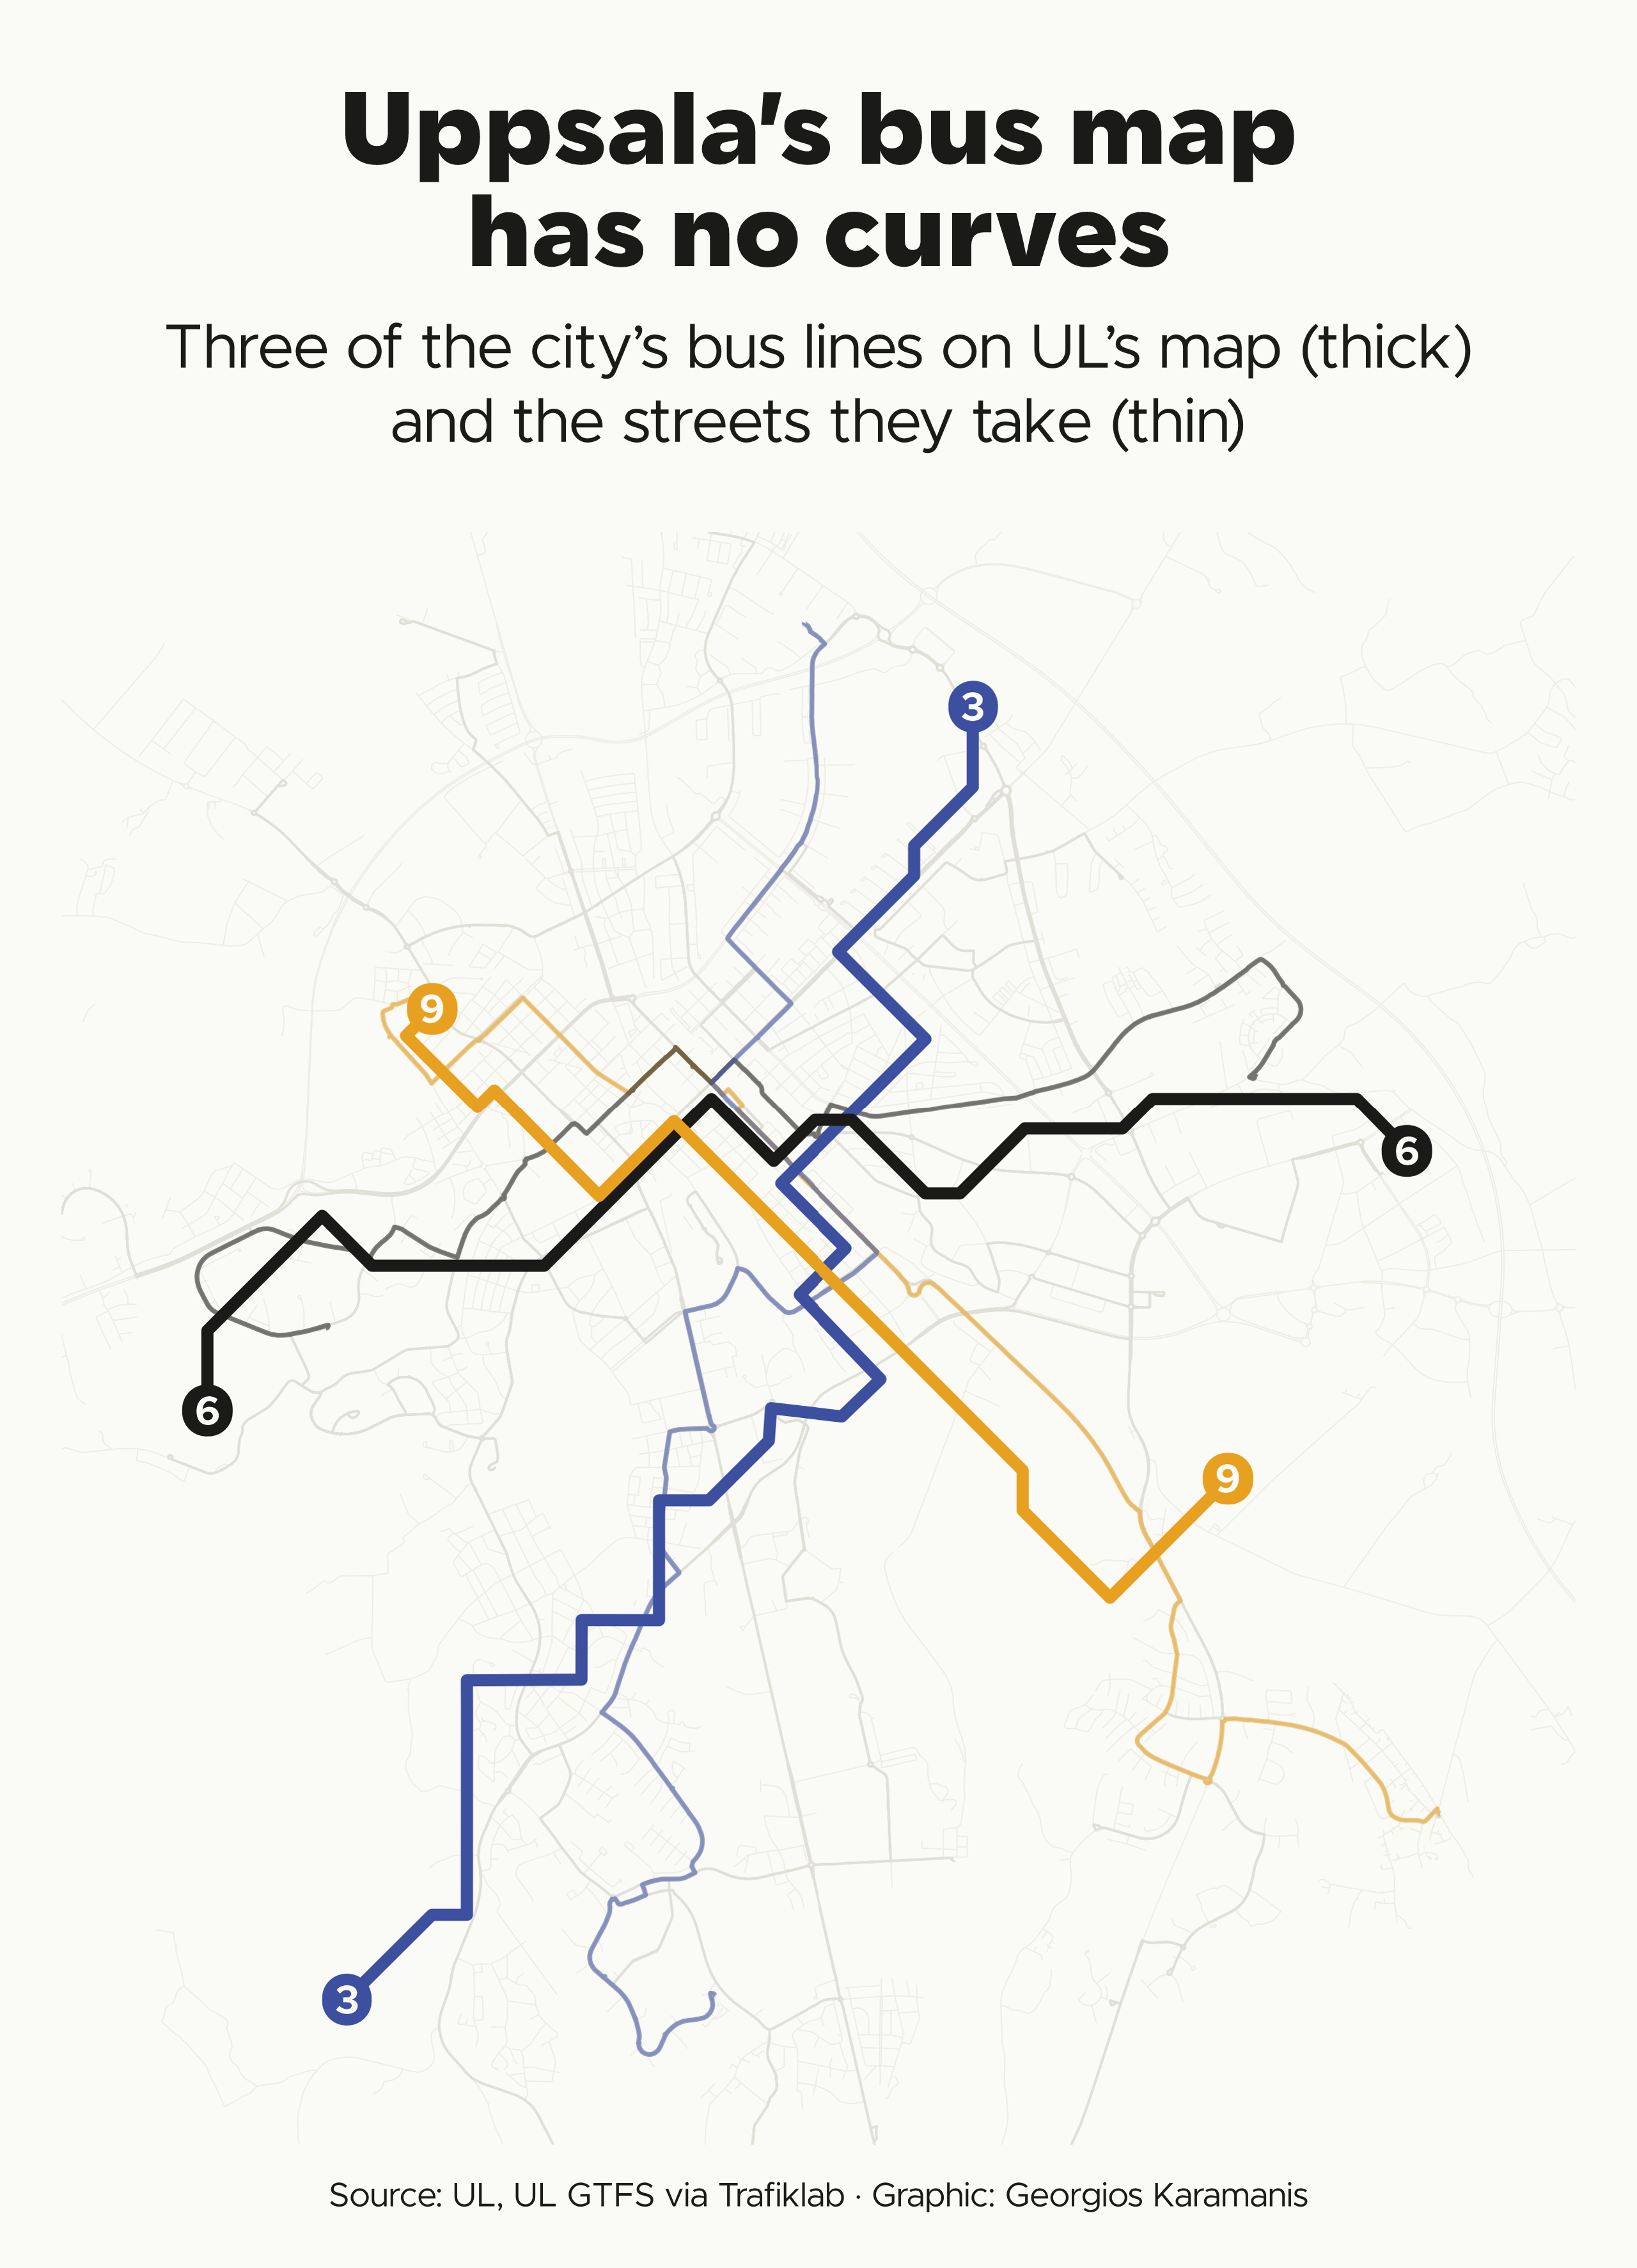 Uppsala's bus map
has no curves
Three of the city’s bus lines on UL’s map (thick)
and the streets they take (thin)
3
9
6
6
9
3
Source: UL, UL GTFS via Trafiklab · Graphic: Georgios Karamanis